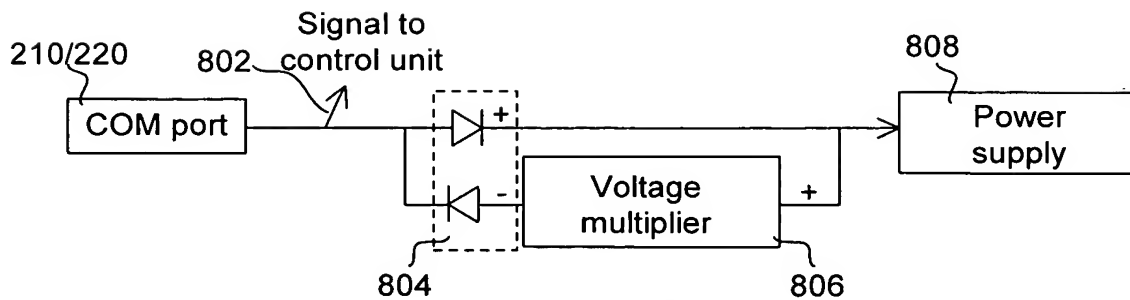 Signal to
control unit
210/220
802
808
COM port
+
Power
supply
-
Voltage
multiplier
+
804
806